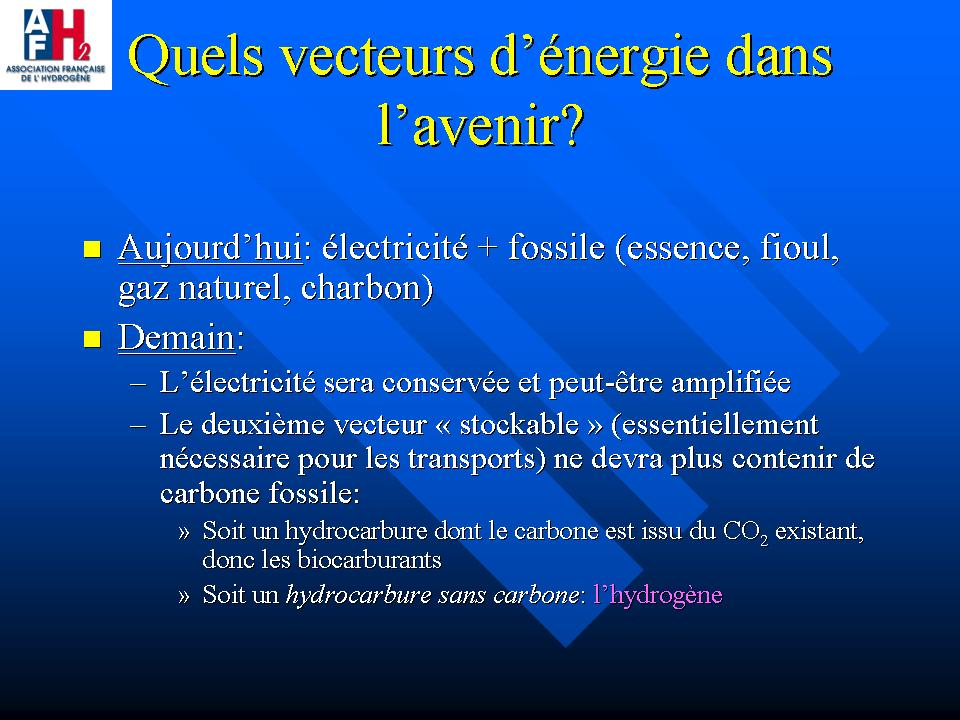 AFH2
ASSOCIATION FRANÇAISE
DE L'HYDROGÈNE
Quels vecteurs d’énergie dans
l’avenir?
Aujourd’hui: électricité + fossile (essence, fioul,
gaz naturel, charbon)
Demain:
– L’électricité sera conservée et peut-être amplifiée
– Le deuxième vecteur « stockable » (essentiellement
nécessaire pour les transports) ne devra plus contenir de
carbone fossile:
» Soit un hydrocarbure dont le carbone est issu du CO2 existant,
donc les biocarburants
» Soit un hydrocarbure sans carbone: l’hydrogène